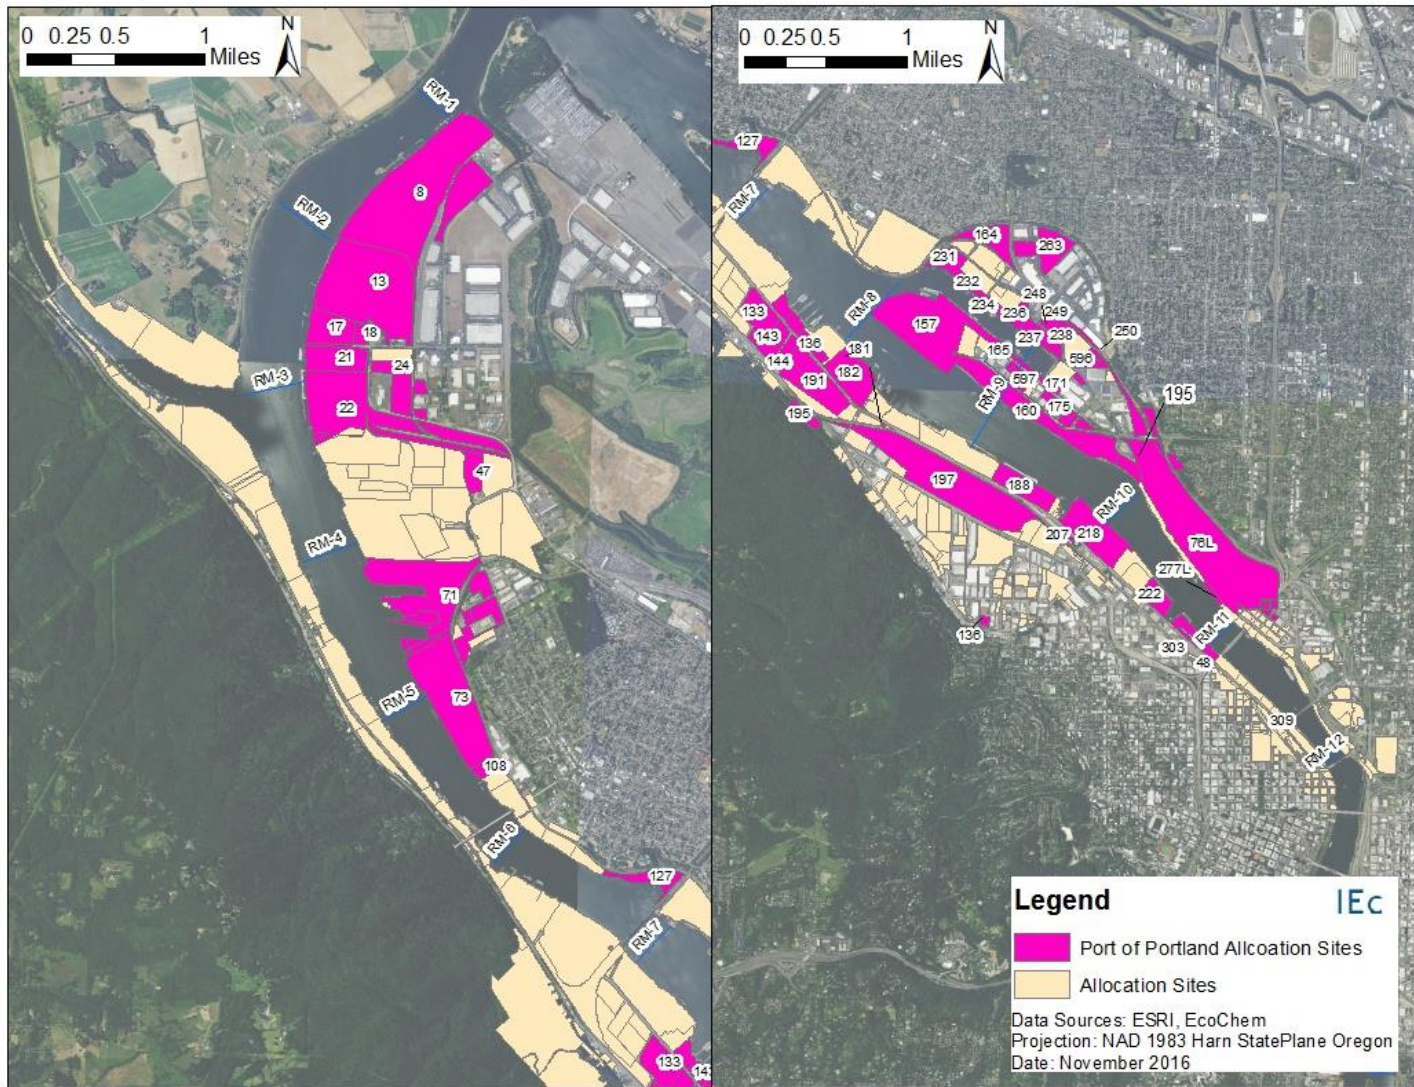 0 0.25 0.5 1
Miles
N
RM-1
8
RM-2
13
17
18
21
24
RM-3
22
47
RM-4
71
RM-5
73
108
RM-6
127
RM-7
133
0 0.25 0.5 1
Miles
N
127
RM-7
164
263
231
232
248
RM-8
234
236
249
133
157
238
250
143
136
237
181
165
596
144
182
191
597
171
RM-9
195
160
175
195
197
188
RM-10
207
218
76L
277L
222
136
RM-11
303
48
309
RM-12
Legend
IEc
Port of Portland Allcoation Sites
Allocation Sites
Data Sources: ESRI, EcoChem
Projection: NAD 1983 Harn StatePlane Oregon
Date: November 2016